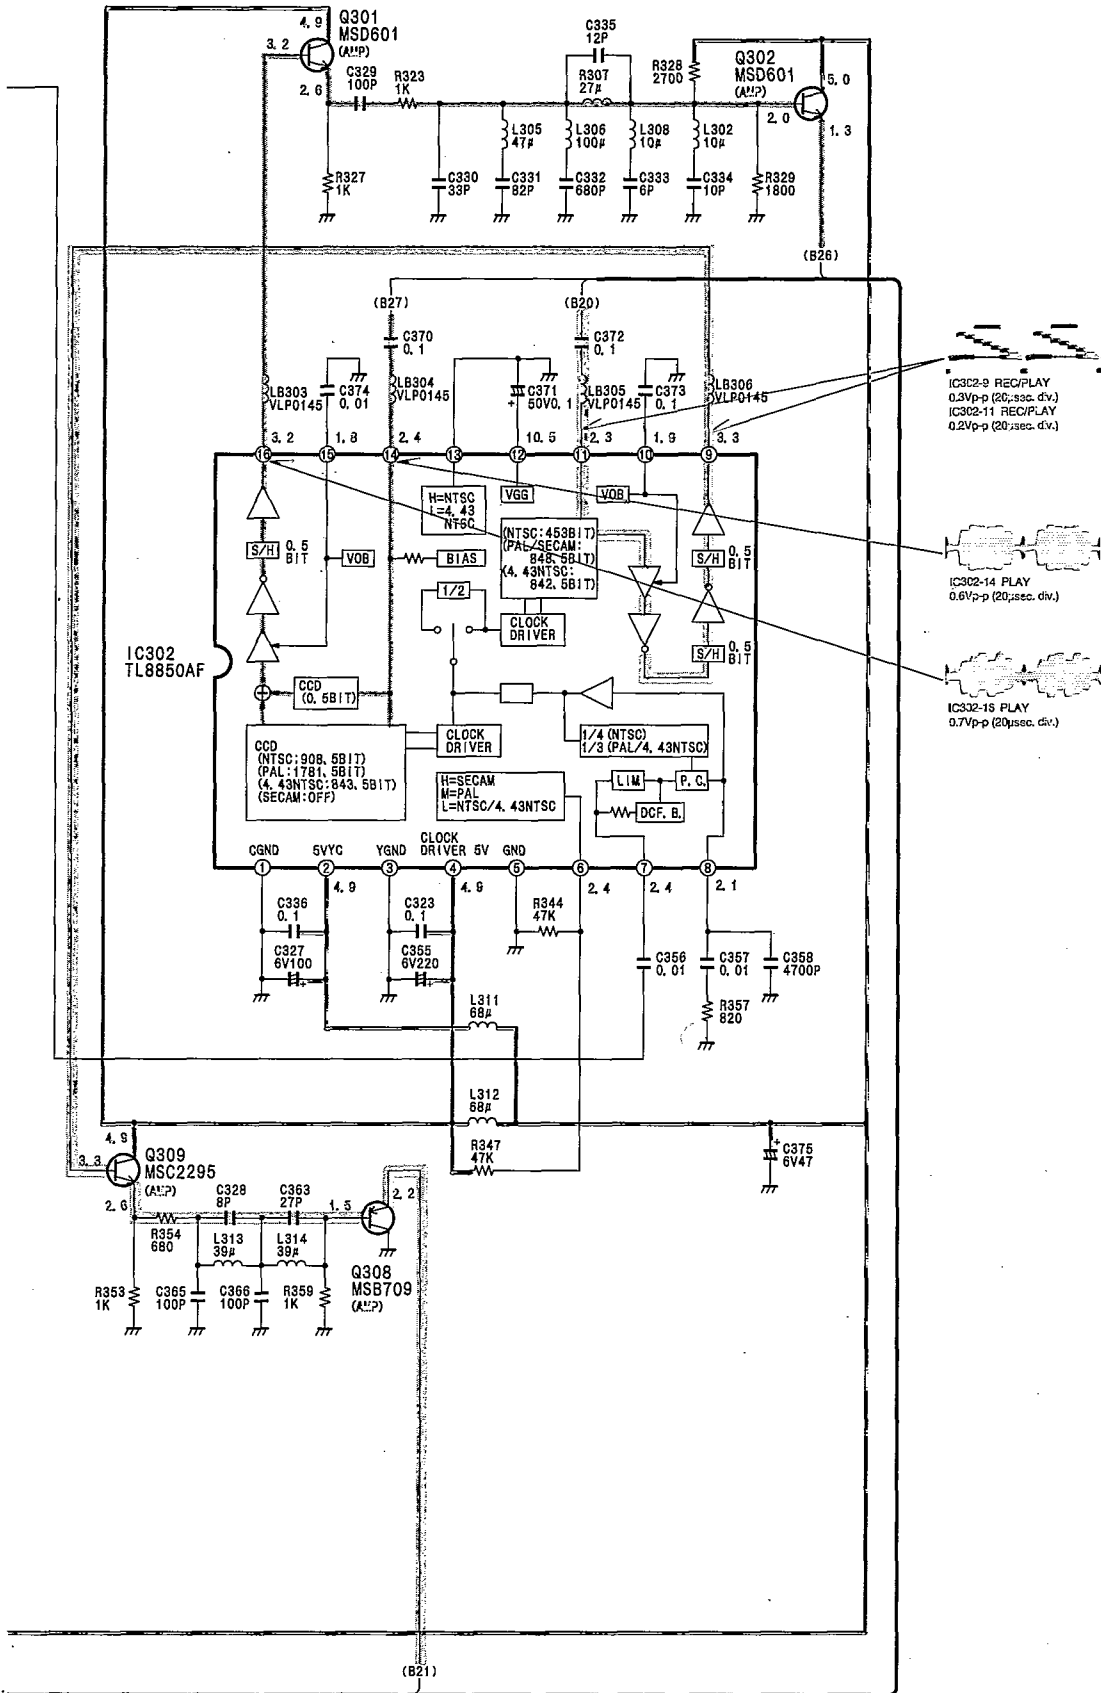 Q301
MSD601
(AMP)
4.9
3.2
2.6
C329
100P
R323
1K
R327
1K
C335
12P
R307
27μ
R328
2700
Q302
MSD601
(AMP)
5.0
2.0
1.3
L305
47μ
L306
100μ
L308
10μ
L302
10μ
C330
33P
C331
82P
C332
680P
C333
6P
C334
10P
R329
1800
(B26)
(B27)
(B20)
C370
0.1
C372
0.1
LB303
VLP0145
C374
0.01
LB304
VLP0145
C371
50V0.1
LB305
VLP0145
C373
0.1
LB306
VLP0145
3.2
1.8
2.4
10.5
2.3
1.9
3.3
16
15
14
13
12
11
10
9
IC302-9 REC/PLAY
0.3Vp-p (20μsec. div.)
IC302-11 REC/PLAY
0.2Vp-p (20μsec. div.)
IC302-14 PLAY
0.6Vp-p (20μsec. div.)
IC302-16 PLAY
0.7Vp-p (20μsec. div.)
H=NTSC
L=4.43
NTSC
VGG
VOB
S/H
0.5
BIT
VOB
BIAS
(NTSC:453BIT)
(PAL/SECAM:
848.5BIT)
(4.43NTSC:
842.5BIT)
S/H
0.5
BIT
1/2
CLOCK
DRIVER
S/H
0.5
BIT
IC302
TL8850AF
CCD
(0.5BIT)
CCD
(NTSC:908.5BIT)
(PAL:1781.5BIT)
(4.43NTSC:843.5BIT)
(SECAM:OFF)
CLOCK
DRIVER
1/4(NTSC)
1/3(PAL/4.43NTSC)
H=SECAM
M=PAL
L=NTSC/4.43NTSC
LIM
P.C.
DCF.B.
CGND
5VYC
YGND
CLOCK
DRIVER 5V
GND
1
2
3
4
5
6
7
8
4.9
4.9
2.4
2.4
2.1
C336
0.1
C327
6V100
C323
0.1
C355
6V220
R344
47K
C356
0.01
C357
0.01
C358
4700P
R357
820
L311
68μ
L312
68μ
R347
47K
C375
6V47
4.9
3.3
Q309
MSC2295
(AMP)
2.6
C328
8P
C363
27P
1.5
2.2
R354
680
L313
39μ
L314
39μ
Q308
MSB709
(AMP)
R353
1K
C365
100P
C366
100P
R359
1K
(B21)